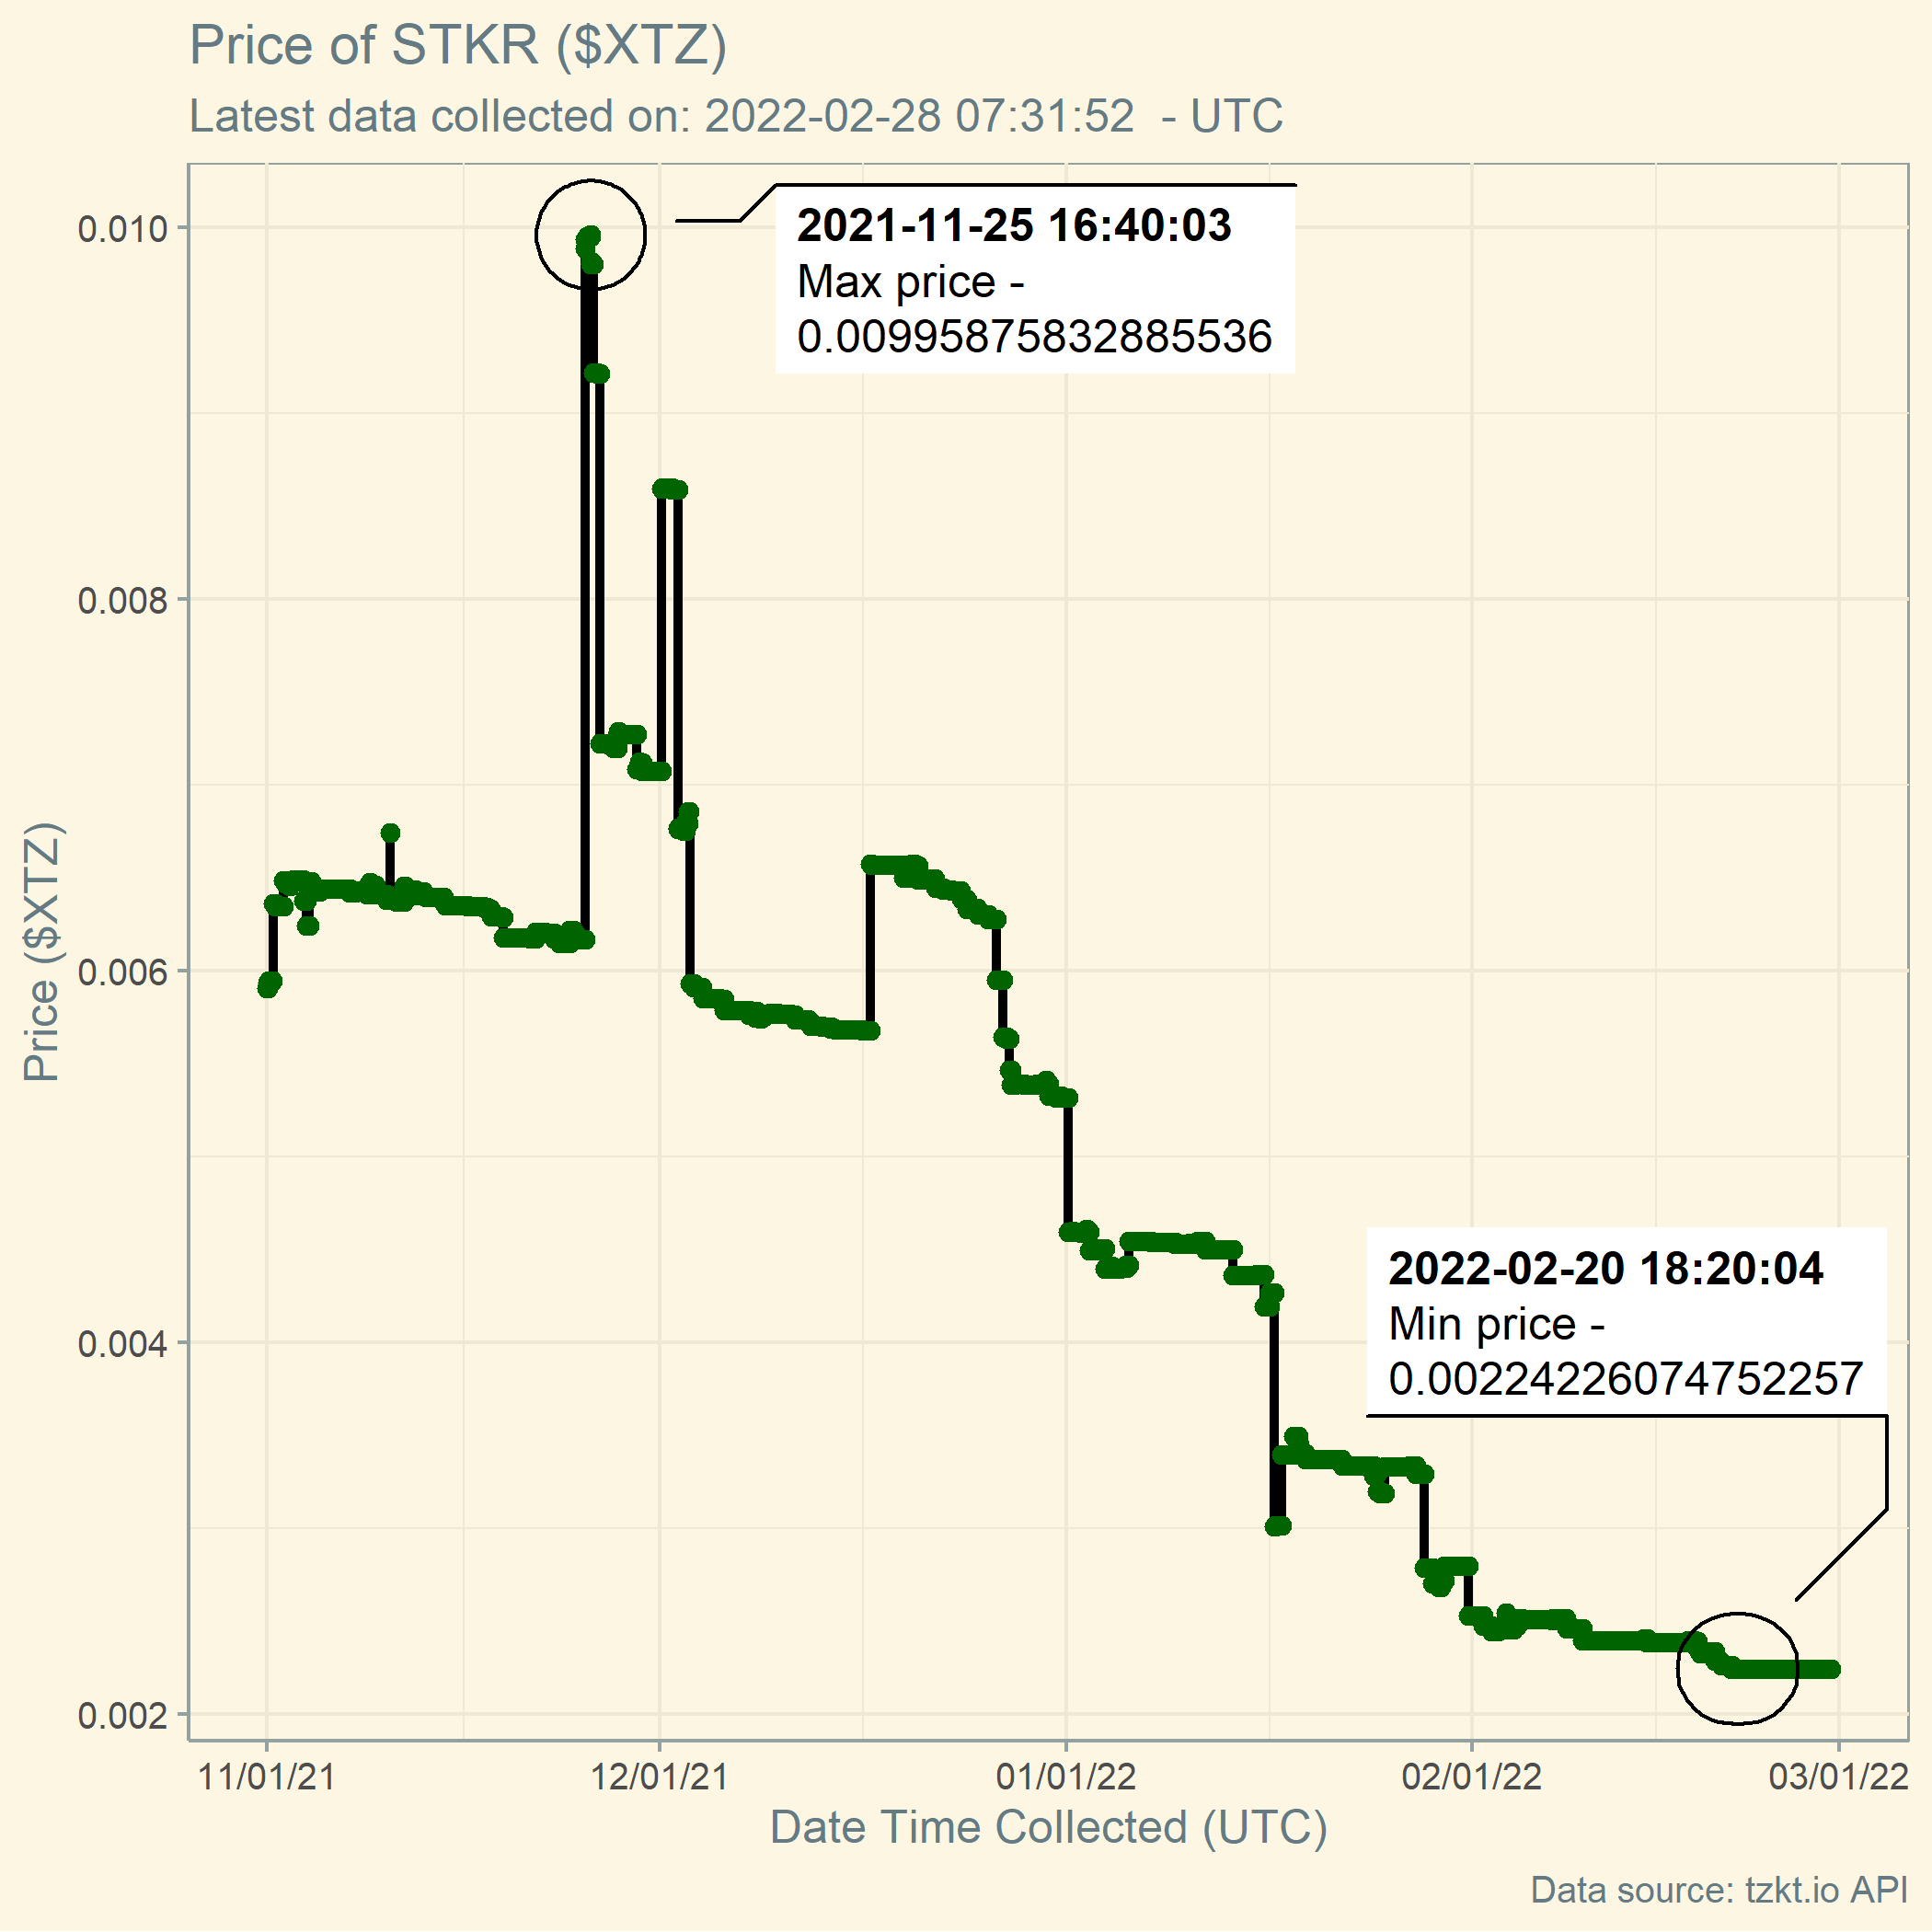 Price of STKR ($XTZ)
Latest data collected on: 2022-02-28 07:31:52  - UTC
2021-11-25 16:40:03
Max price -
0.00995875832885536
2022-02-20 18:20:04
Min price -
0.00224226074752257
Price ($XTZ)
0.010
0.008
0.006
0.004
0.002
11/01/21
12/01/21
01/01/22
02/01/22
03/01/22
Date Time Collected (UTC)
Data source: tzkt.io API